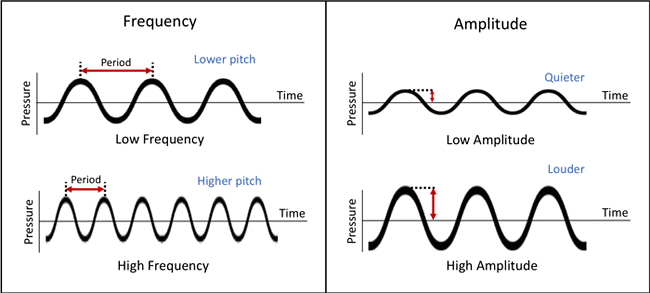 Frequency
Period
Lower pitch
Pressure
Time
Low Frequency
Period
Higher pitch
Pressure
Time
High Frequency
Amplitude
Quieter
Pressure
Time
Low Amplitude
Louder
Pressure
Time
High Amplitude